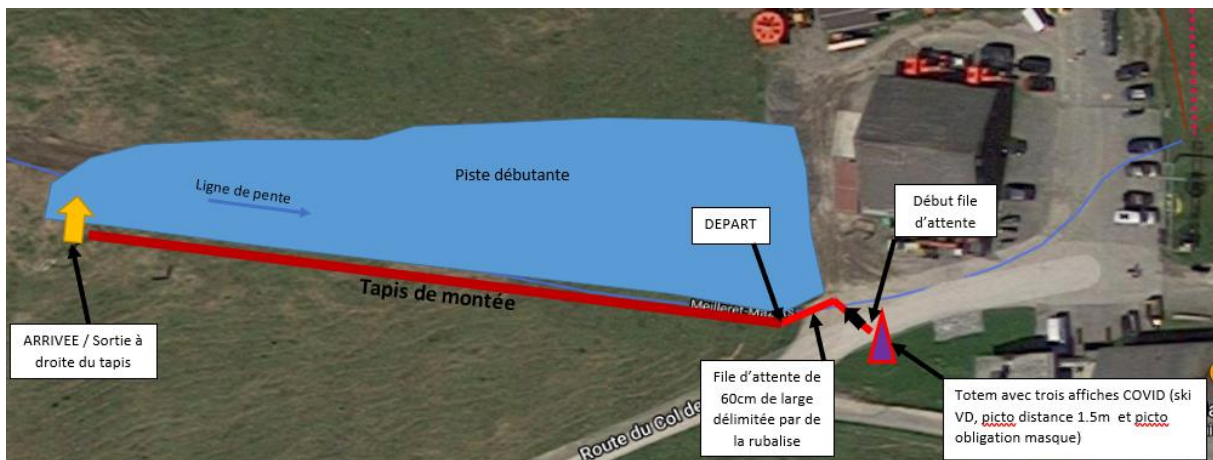 Piste débutante
Ligne de pente
Début file
d'attente
DEPART
Tapis de montée
Meilleret-Ma
ARRIVEE / Sortie à
droite du tapis
File d'attente de
60cm de large
délimitée par de
la rubalise
Route du Col de
Totem avec trois affiches COVID (ski
VD, picto distance 1.5m et picto
obligation masque)